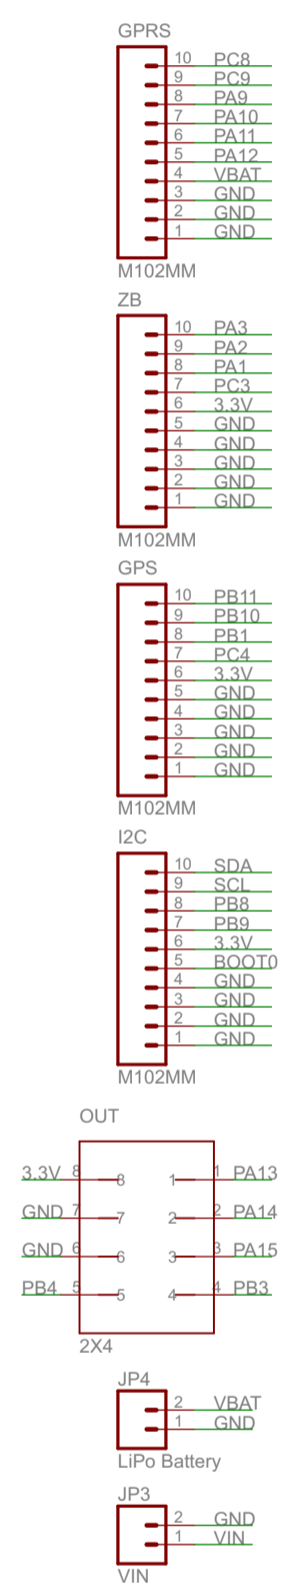 GPRS
10 PC8
9 PC9
8 PA9
7 PA10
6 PA11
5 PA12
4 VBAT
3 GND
2 GND
1 GND
M102MM
ZB
10 PA3
9 PA2
8 PA1
7 PC3
6 3.3V
5 GND
4 GND
3 GND
2 GND
1 GND
M102MM
GPS
10 PB11
9 PB10
8 PB1
7 PC4
6 3.3V
5 GND
4 GND
3 GND
2 GND
1 GND
M102MM
I2C
10 SDA
9 SCL
8 PB8
7 PB9
6 3.3V
5 BOOT0
4 GND
3 GND
2 GND
1 GND
M102MM
OUT
3.3V 8 8 1 1 PA13
GND 7 7 2 2 PA14
GND 6 6 3 3 PA15
PB4 5 5 4 4 PB3
2X4
JP4
2 VBAT
1 GND
LiPo Battery
JP3
2 GND
1 VIN
VIN